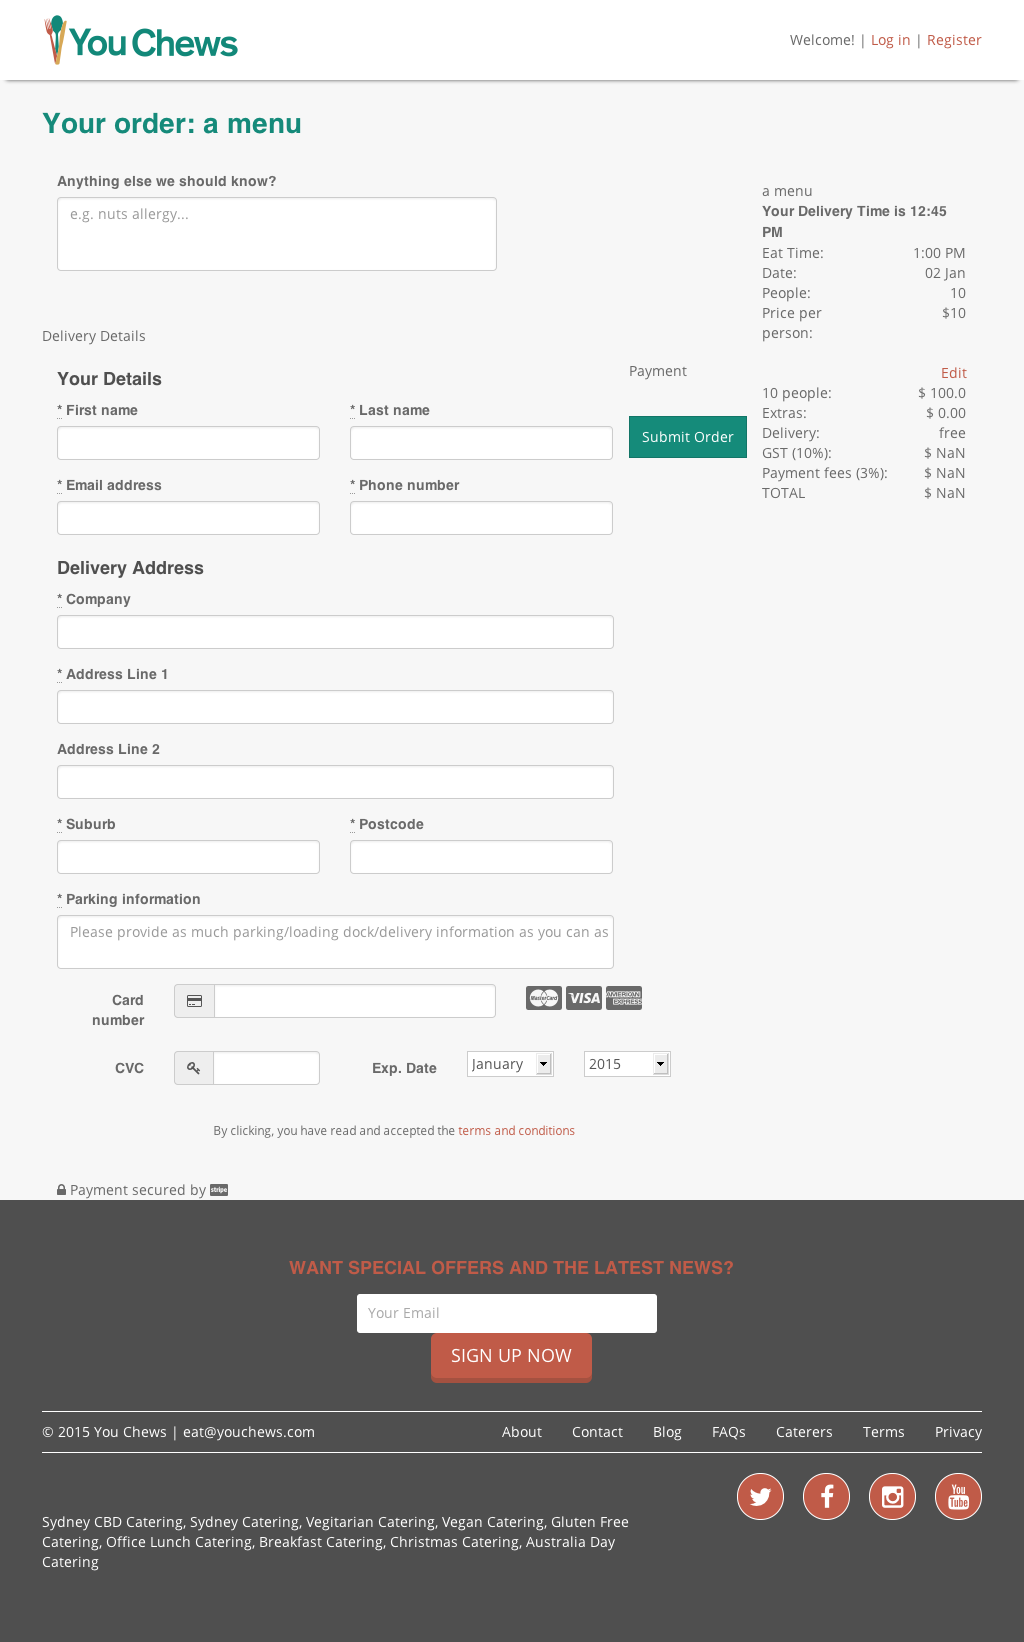 You Chews
Welcome! | Log in | Register
Your order: a menu
Anything else we should know?
e.g. nuts allergy...
a menu
Your Delivery Time is 12:45
PM
Eat Time: 1:00 PM
Date: 02 Jan
People: 10
Price per $10
person:
Edit
10 people: $ 100.0
Extras: $ 0.00
Delivery: free
GST (10%): $ NaN
Payment fees (3%): $ NaN
TOTAL $ NaN
Delivery Details
Your Details
* First name * Last name
* Email address * Phone number
Payment
Submit Order
Delivery Address
* Company
* Address Line 1
Address Line 2
* Suburb * Postcode
* Parking information
Please provide as much parking/loading dock/delivery information as you can as
Card
number
MasterCard VISA AMERICAN EXPRESS
CVC Exp. Date January 2015
By clicking, you have read and accepted the terms and conditions
Payment secured by stripe
WANT SPECIAL OFFERS AND THE LATEST NEWS?
Your Email
SIGN UP NOW
© 2015 You Chews | eat@youchews.com About Contact Blog FAQs Caterers Terms Privacy
You Tube
Sydney CBD Catering, Sydney Catering, Vegitarian Catering, Vegan Catering, Gluten Free
Catering, Office Lunch Catering, Breakfast Catering, Christmas Catering, Australia Day
Catering